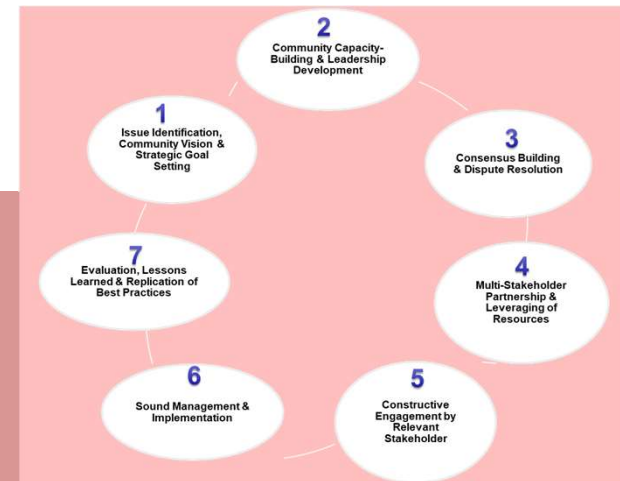 2
Community Capacity-
Building & Leadership
Development
1
Issue Identification,
Community Vision &
Strategic Goal
Setting
3
Consensus Building
& Dispute Resolution
7
Evaluation, Lessons
Learned & Replication of
Best Practices
4
Multi-Stakeholder
Partnership &
Leveraging of
Resources
6
Sound Management &
Implementation
5
Constructive
Engagement by
Relevant
Stakeholder